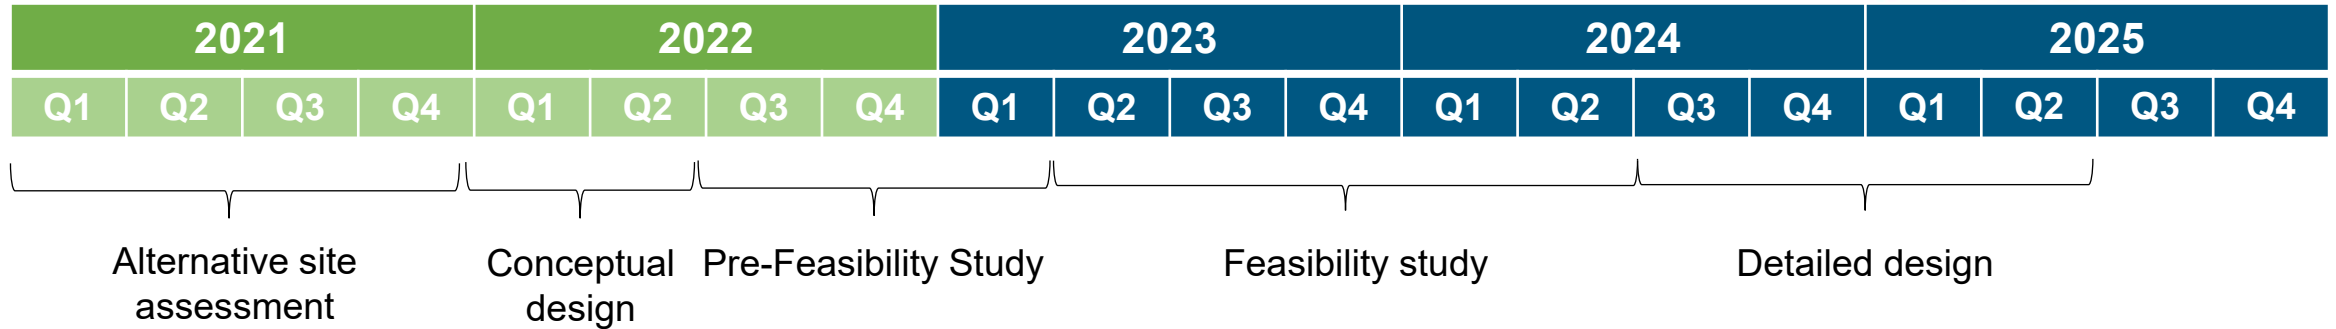 2021 2022 2023 2024 2025
Q1 Q2 Q3 Q4 Q1 Q2 Q3 Q4 Q1 Q2 Q3 Q4 Q1 Q2 Q3 Q4 Q1 Q2 Q3 Q4
Alternative site
assessment
Conceptual
design
Pre-Feasibility Study
Feasibility study
Detailed design